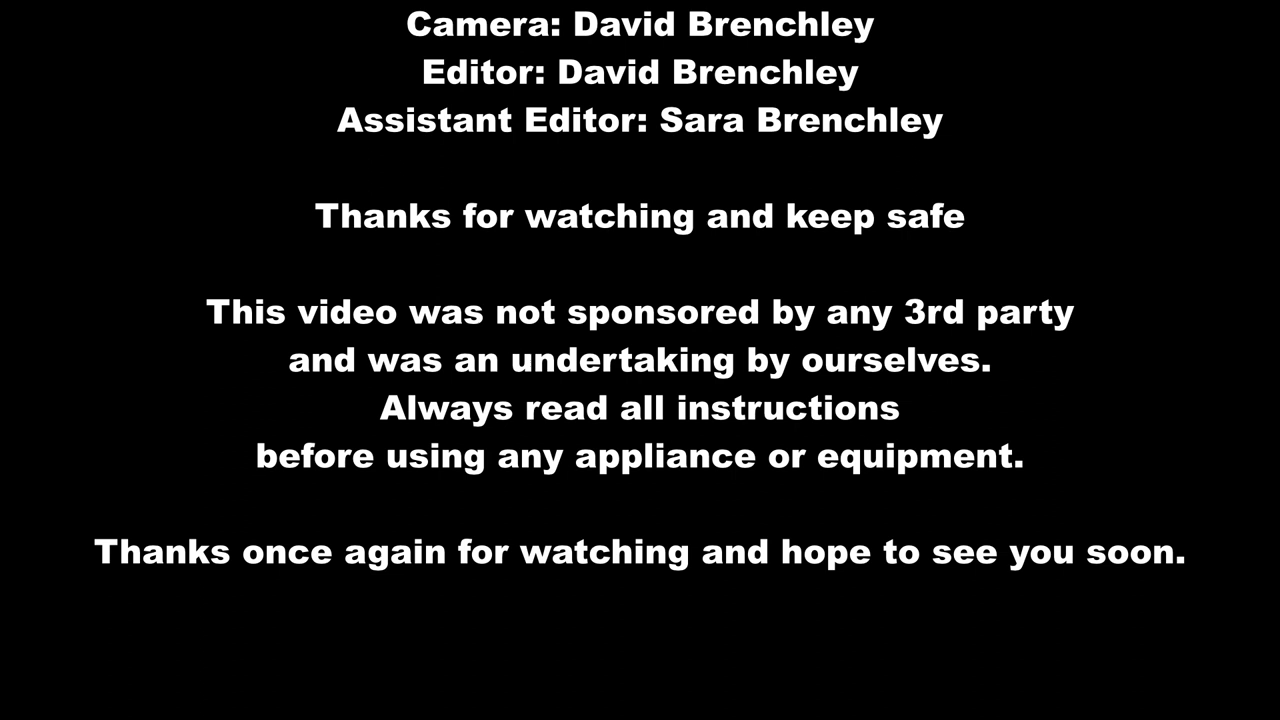 Camera: David Brenchley
Editor: David Brenchley
Assistant Editor: Sara Brenchley
Thanks for watching and keep safe
This video was not sponsored by any 3rd party
and was an undertaking by ourselves.
Always read all instructions
before using any appliance or equipment.
Thanks once again for watching and hope to see you soon.